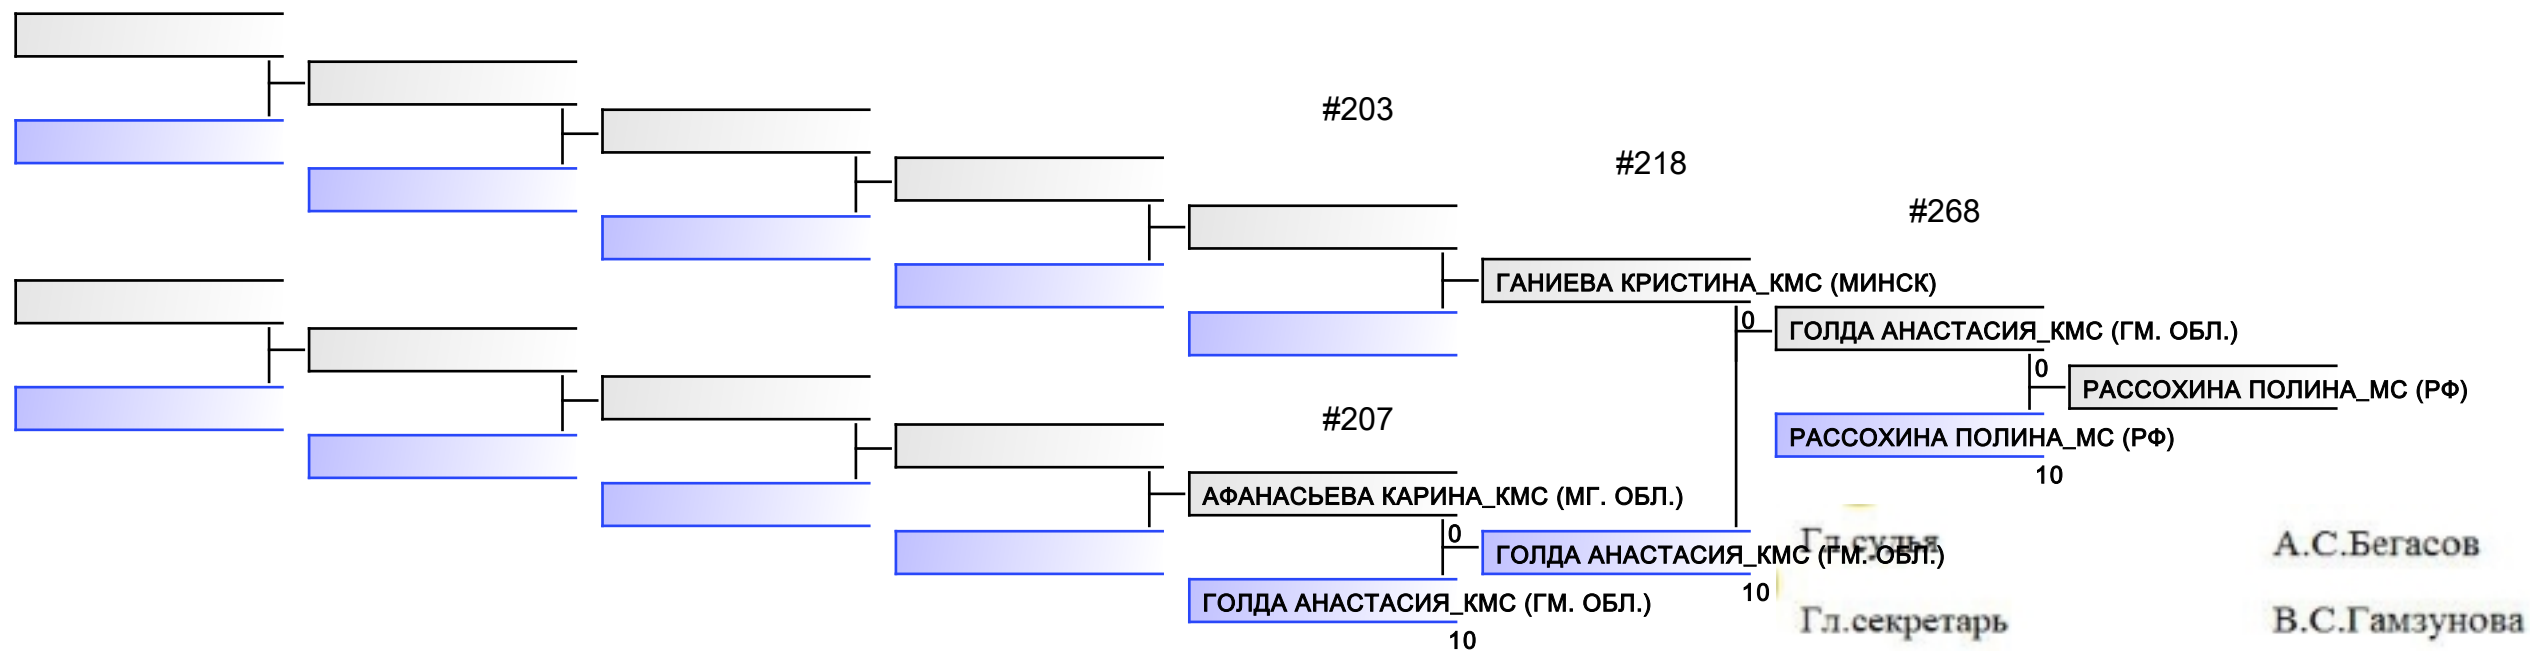 #203
#218
#268
ГАНИЕВА КРИСТИНА_КМС (МИНСК)
0
ГОЛДА АНАСТАСИЯ_КМС (ГМ. ОБЛ.)
0
РАССОХИНА ПОЛИНА_МС (РФ)
#207
РАССОХИНА ПОЛИНА_МС (РФ)
10
АФАНАСЬЕВА КАРИНА_КМС (МГ. ОБЛ.)
0
ГОЛДА АНАСТАСИЯ_КМС (ГМ. ОБЛ.)
Гл.судья А.С.Бегасов
10
ГОЛДА АНАСТАСИЯ_КМС (ГМ. ОБЛ.)
10
Гл.секретарь В.С.Гамзунова